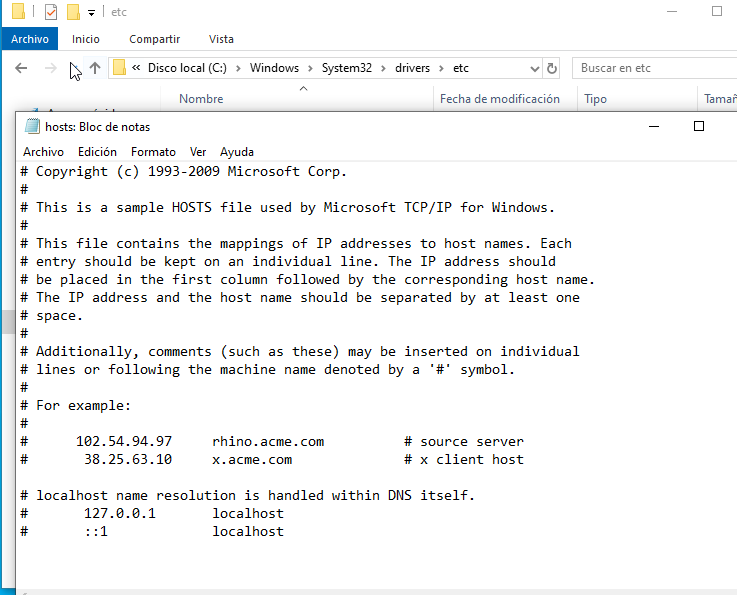 etc
Archivo Inicio Compartir Vista
« Disco local (C:) > Windows > System32 > drivers > etc Buscar en etc
Nombre Fecha de modificación Tipo
hosts: Bloc de notas
Archivo Edición Formato Ver Ayuda
# Copyright (c) 1993-2009 Microsoft Corp.
#
# This is a sample HOSTS file used by Microsoft TCP/IP for Windows.
#
# This file contains the mappings of IP addresses to host names. Each
# entry should be kept on an individual line. The IP address should
# be placed in the first column followed by the corresponding host name.
# The IP address and the host name should be separated by at least one
# space.
#
# Additionally, comments (such as these) may be inserted on individual
# lines or following the machine name denoted by a '#' symbol.
#
# For example:
#
#      102.54.94.97     rhino.acme.com          # source server
#       38.25.63.10     x.acme.com              # x client host

# localhost name resolution is handled within DNS itself.
#       127.0.0.1       localhost
#       ::1             localhost